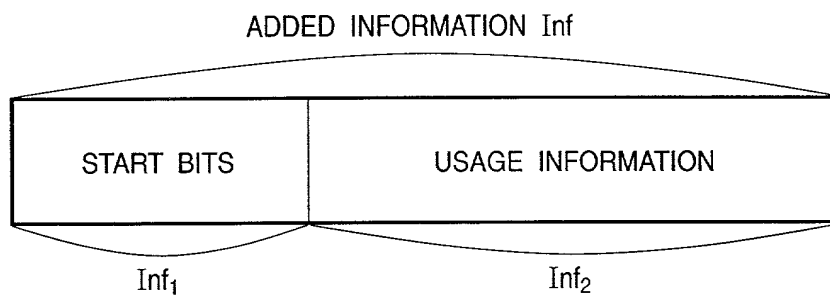 ADDED INFORMATION Inf
START BITS USAGE INFORMATION
Inf₁ Inf₂